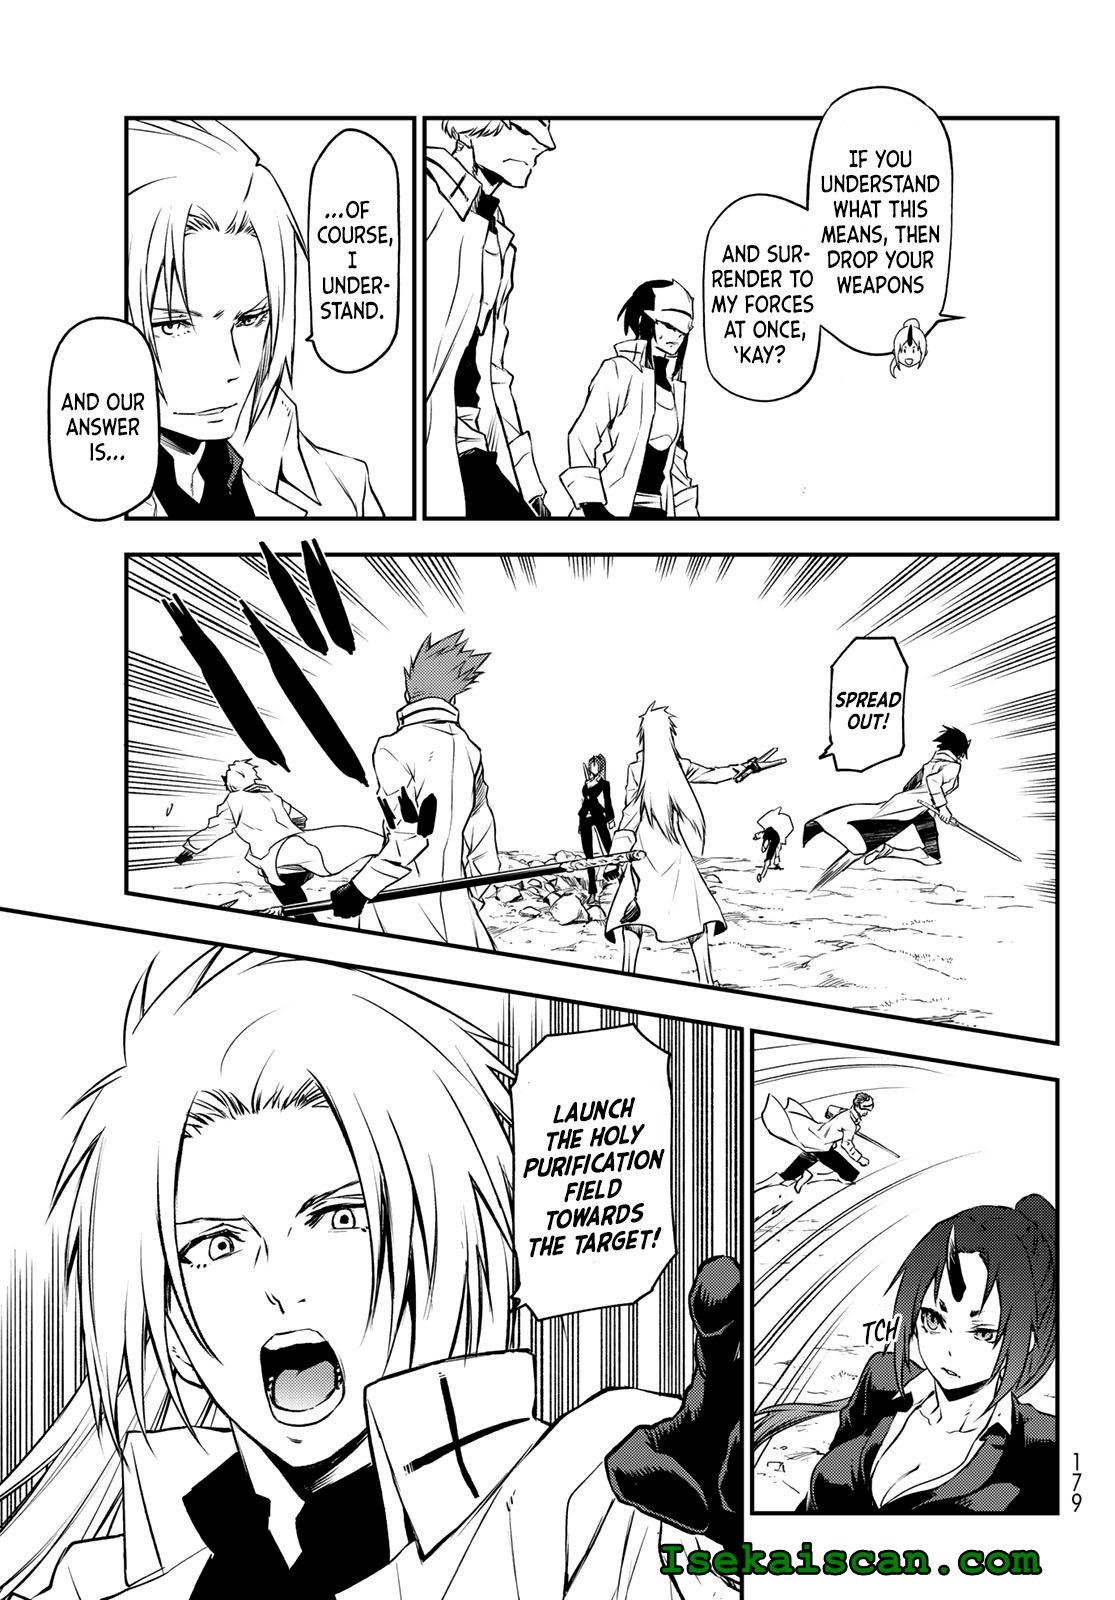 IF YOU
UNDERSTAND
WHAT THIS
MEANS, THEN
DROP YOUR
WEAPONS
AND SUR-
RENDER TO
MY FORCES
AT ONCE,
'KAY?
...OF
COURSE,
I
UNDER-
STAND.
AND OUR
ANSWER
IS...
SPREAD
OUT!
TCH
LAUNCH
THE HOLY
PURIFICATION
FIELD
TOWARDS
THE TARGET!
179
Isekaiscan.com